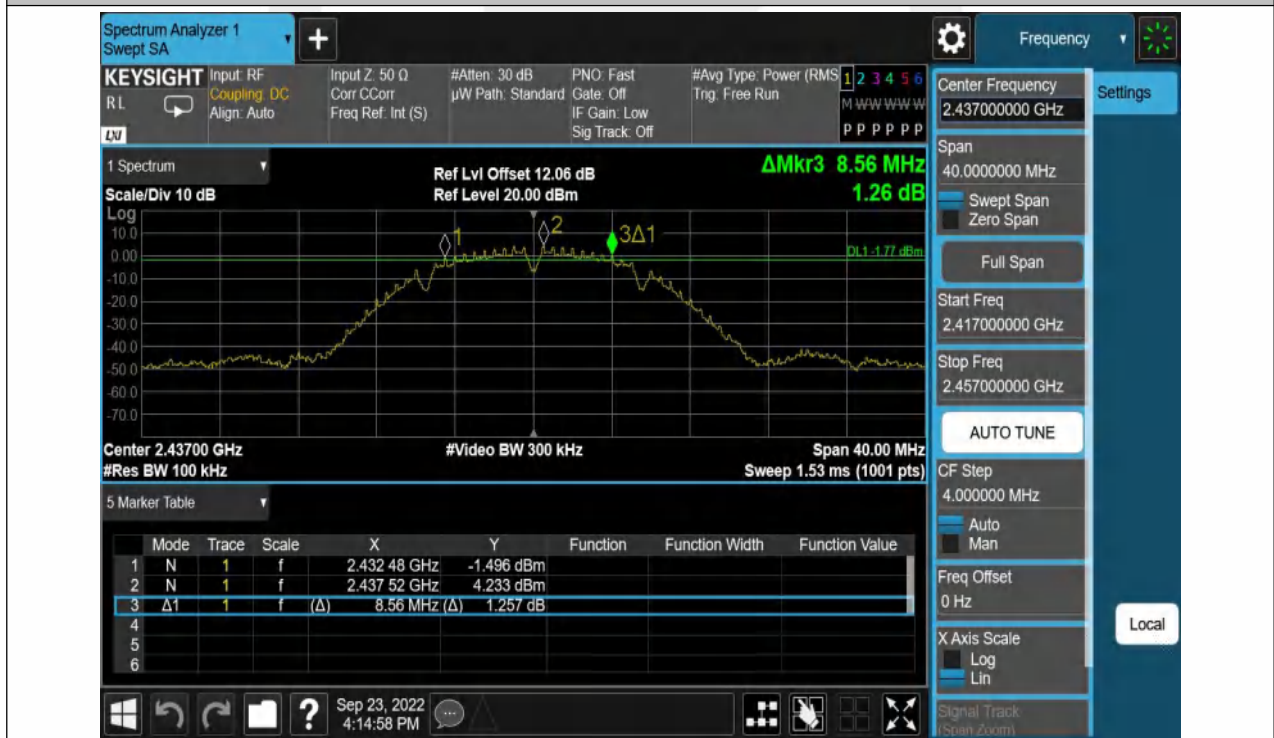 Spectrum Analyzer 1
Swept SA
+
Frequency
KEYSIGHT Input: RF Input Z: 50 Ω #Atten: 30 dB PNO: Fast #Avg Type: Power (RMS 1 2 3 4 5 6
RL Coupling: DC Corr CCorr µW Path: Standard Gate: Off Trig: Free Run M W W W W W
Align: Auto Freq Ref: Int (S) IF Gain: Low
LXI Sig Track: Off P P P P P P
1 Spectrum
Ref Lvl Offset 12.06 dB ΔMkr3 8.56 MHz
Scale/Div 10 dB Ref Level 20.00 dBm 1.26 dB
Log
1 2 3Δ1
10.0
0.00 DL1 -1.77 dBm
-10.0
-20.0
-30.0
-40.0
-50.0
-60.0
-70.0
Center 2.43700 GHz #Video BW 300 kHz Span 40.00 MHz
#Res BW 100 kHz Sweep 1.53 ms (1001 pts)
5 Marker Table
Mode Trace Scale X Y Function Function Width Function Value
1 N 1 f 2.432 48 GHz -1.496 dBm
2 N 1 f 2.437 52 GHz 4.233 dBm
3 Δ1 1 f (Δ) 8.56 MHz (Δ) 1.257 dB
4
5
6
?
Sep 23, 2022
4:14:58 PM
Center Frequency
2.437000000 GHz
Settings
Span
40.0000000 MHz
Swept Span
Zero Span
Full Span
Start Freq
2.417000000 GHz
Stop Freq
2.457000000 GHz
AUTO TUNE
CF Step
4.000000 MHz
Auto
Man
Freq Offset
0 Hz
X Axis Scale
Log
Lin
Local
Signal Track
(Span Zoom)